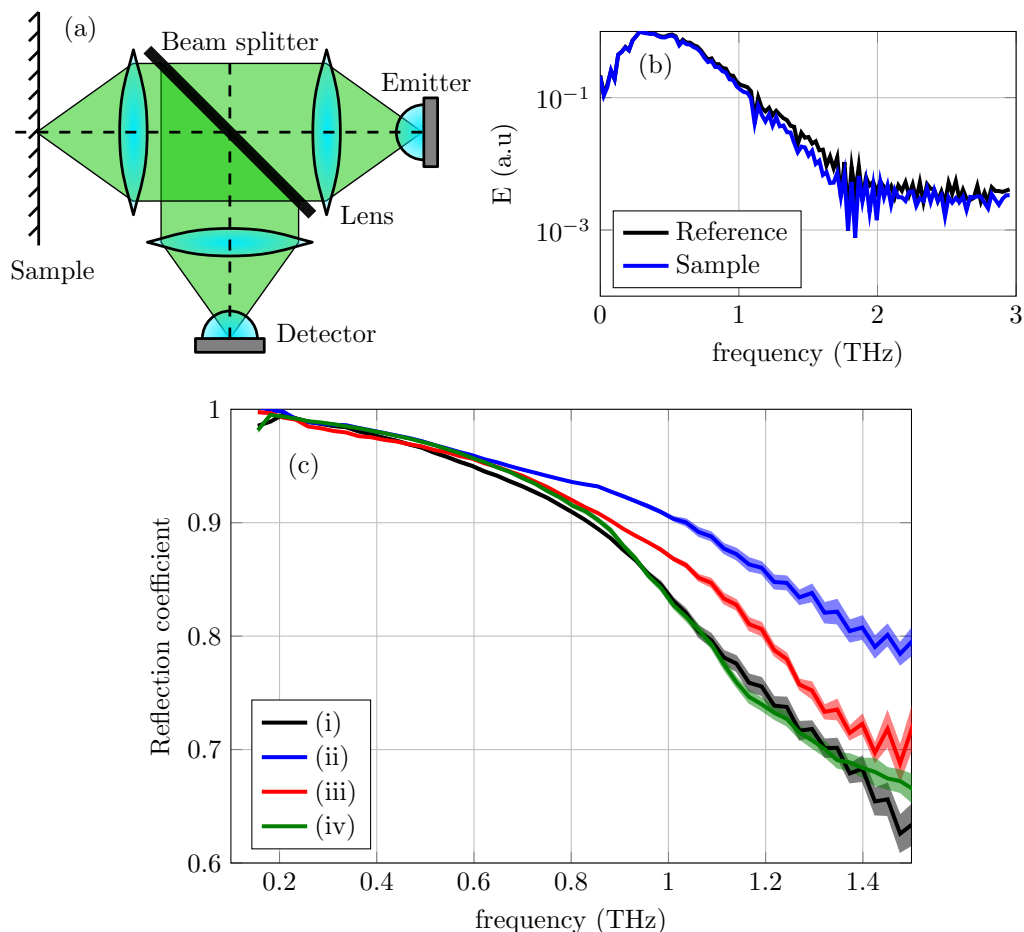 (a)
Beam splitter
Emitter
Lens
Sample
Detector
(b)
E (a.u)
10⁻¹
10⁻³
Reference
Sample
0
1
2
3
frequency (THz)
(c)
Reflection coefficient
1
0.9
0.8
0.7
0.6
(i)
(ii)
(iii)
(iv)
0.2
0.4
0.6
0.8
1
1.2
1.4
frequency (THz)